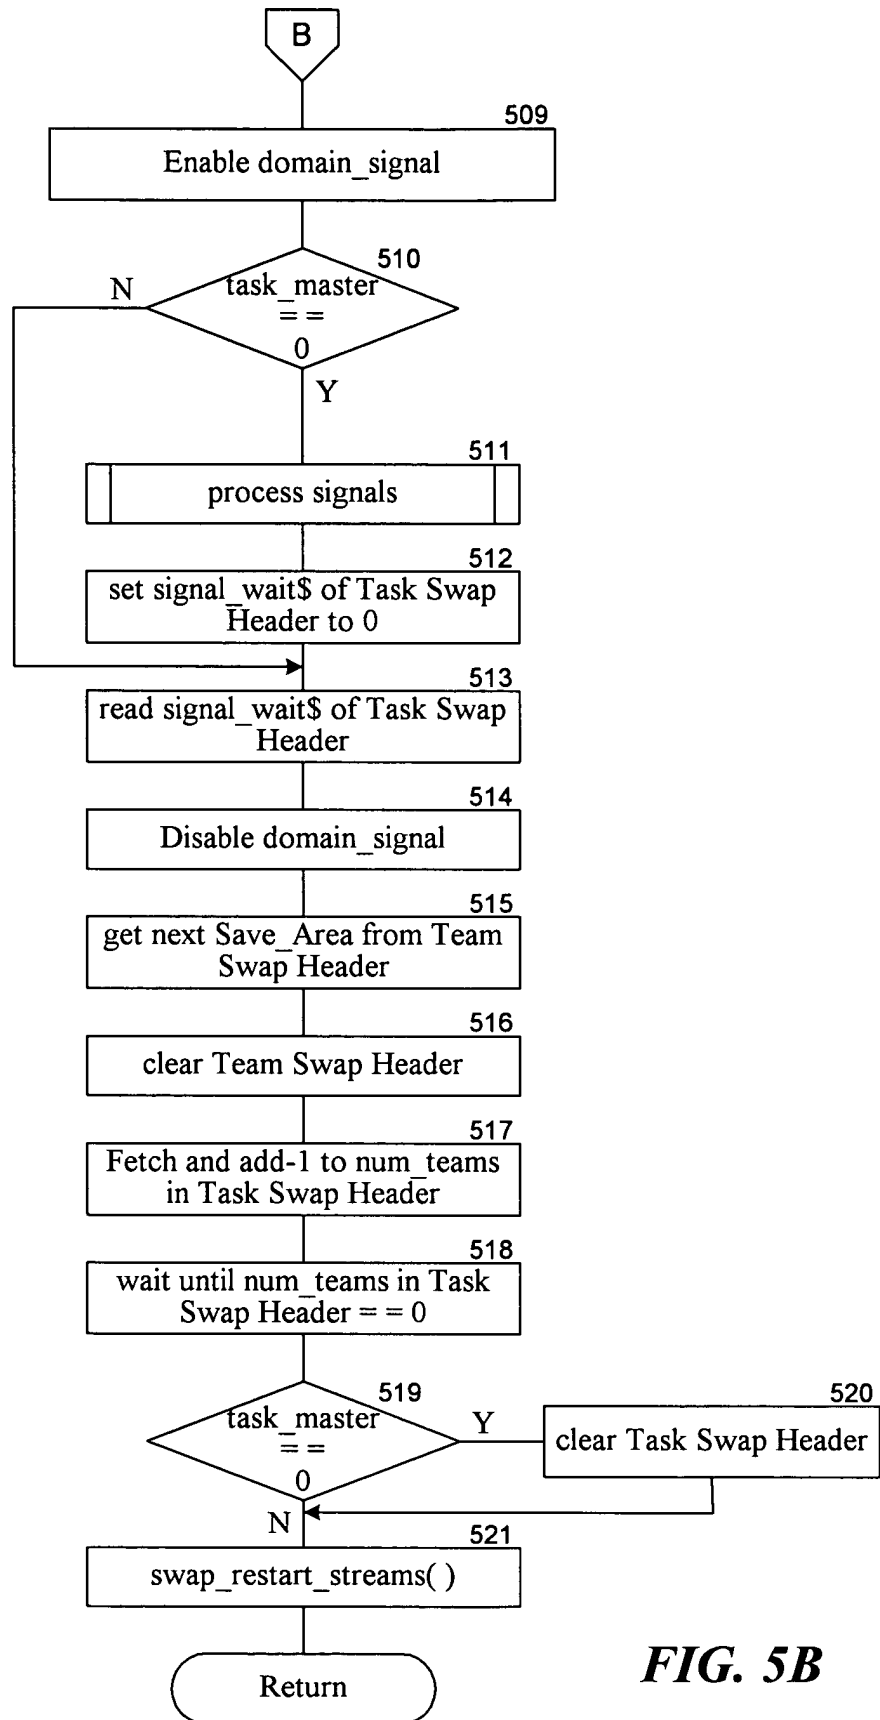 B
509
Enable domain_signal
510
task_master
= =
0
N
Y
511
process signals
512
set signal_wait$ of Task Swap
Header to 0
513
read signal_wait$ of Task Swap
Header
514
Disable domain_signal
515
get next Save_Area from Team
Swap Header
516
clear Team Swap Header
517
Fetch and add-1 to num_teams
in Task Swap Header
518
wait until num_teams in Task
Swap Header = = 0
519
task_master
= =
0
Y
520
clear Task Swap Header
N
521
swap_restart_streams( )
Return
FIG. 5B